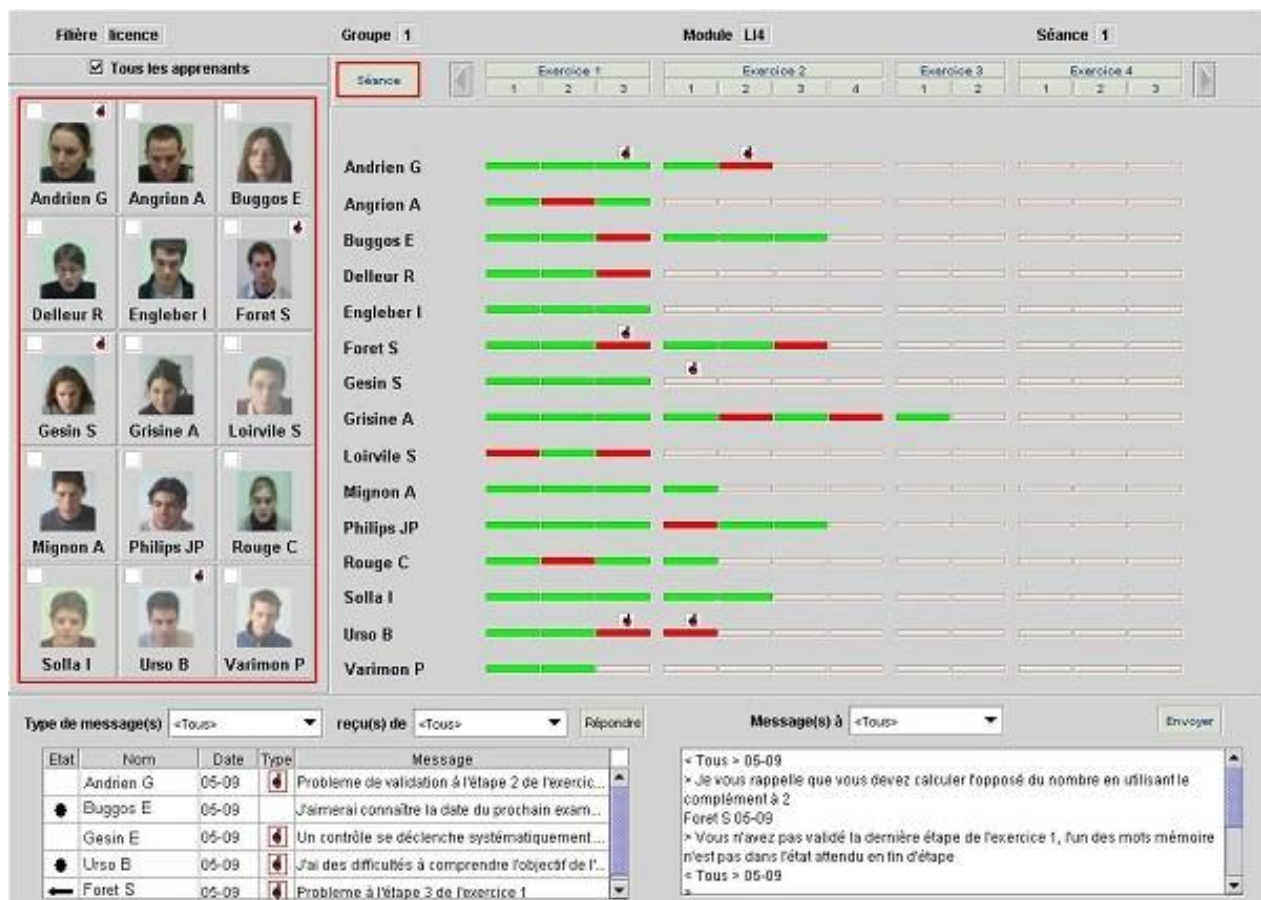 Filière licence Groupe 1 Module LI4 Séance 1
Tous les apprenants
Séance Exercice 1 Exercice 2 Exercice 3 Exercice 4
1 2 3 1 2 3 4 1 2 1 2 3
Andrien G Angrion A Buggos E
Delleur R Engleber I Foret S
Gesin S Grisine A Loirvile S
Mignon A Philips JP Rouge C
Solla I Urso B Varimon P
Andrien G
Angrion A
Buggos E
Delleur R
Engleber I
Foret S
Gesin S
Grisine A
Loirvile S
Mignon A
Philips JP
Rouge C
Solla I
Urso B
Varimon P
Type de message(s) <Tous> reçu(s) de <Tous> Répondre
Etat Nom Date Type Message
Andrien G 05-09 Probleme de validation à l'étape 2 de l'exercic...
Buggos E 05-09 J'aimerai connaître la date du prochain exam...
Gesin E 05-09 Un contrôle se déclenche systématiquement...
Urso B 05-09 J'ai des difficultés à comprendre l'objectif de l'...
Foret S 05-09 Probleme à l'étape 3 de l'exercice 1
Message(s) à <Tous> Envoyer
< Tous > 05-09
> Je vous rappelle que vous devez calculer l'opposé du nombre en utilisant le
complément à 2
Foret S 05-09
> Vous n'avez pas validé la dernière étape de l'exercice 1, l'un des mots mémoire
n'est pas dans l'état attendu en fin d'étape
< Tous > 05-09
>